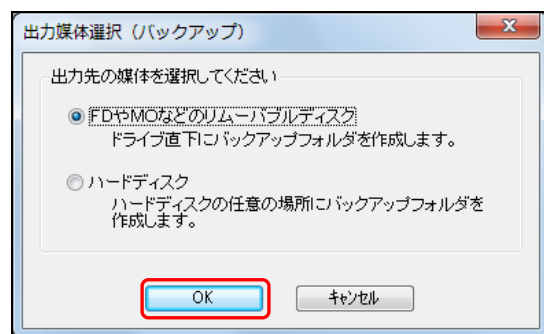 出力媒体選択（バックアップ）
出力先の媒体を選択してください
FDやMOなどのリムーバブルディスク
ドライブ直下にバックアップフォルダを作成します。
ハードディスク
ハードディスクの任意の場所にバックアップフォルダを
作成します。
OK
キャンセル